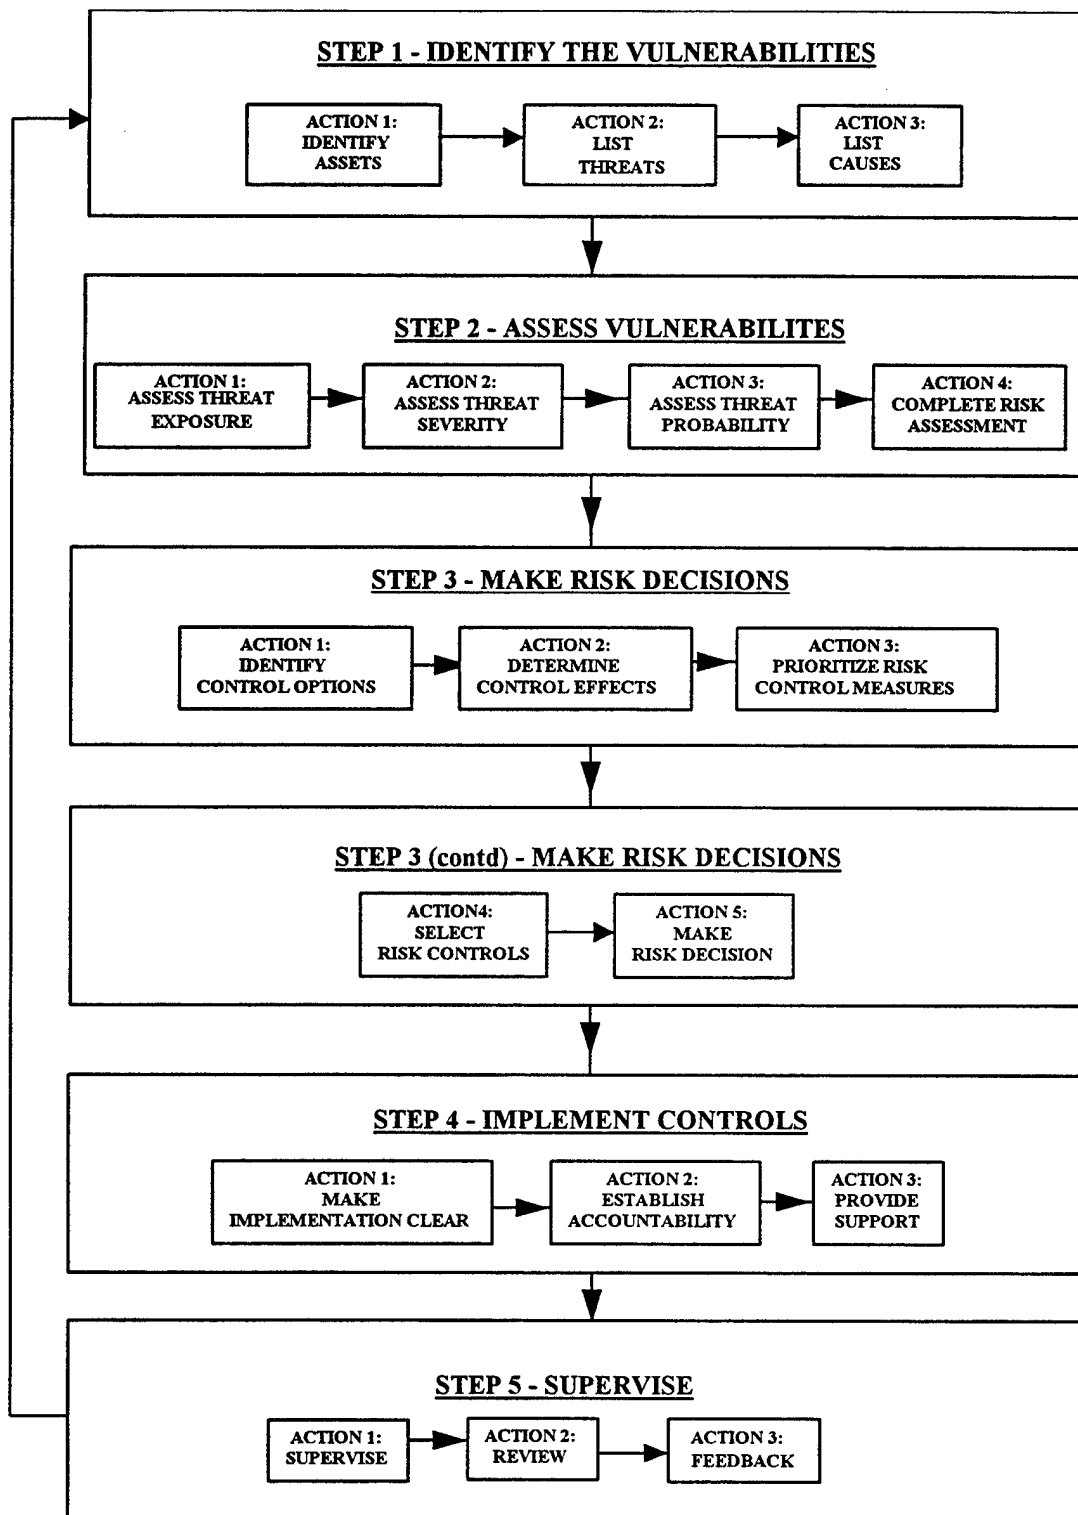 STEP 1 - IDENTIFY THE VULNERABILITIES
ACTION 1:
IDENTIFY
ASSETS
ACTION 2:
LIST
THREATS
ACTION 3:
LIST
CAUSES
STEP 2 - ASSESS VULNERABILITES
ACTION 1:
ASSESS THREAT
EXPOSURE
ACTION 2:
ASSESS THREAT
SEVERITY
ACTION 3:
ASSESS THREAT
PROBABILITY
ACTION 4:
COMPLETE RISK
ASSESSMENT
STEP 3 - MAKE RISK DECISIONS
ACTION 1:
IDENTIFY
CONTROL OPTIONS
ACTION 2:
DETERMINE
CONTROL EFFECTS
ACTION 3:
PRIORITIZE RISK
CONTROL MEASURES
STEP 3 (contd) - MAKE RISK DECISIONS
ACTION4:
SELECT
RISK CONTROLS
ACTION 5:
MAKE
RISK DECISION
STEP 4 - IMPLEMENT CONTROLS
ACTION 1:
MAKE
IMPLEMENTATION CLEAR
ACTION 2:
ESTABLISH
ACCOUNTABILITY
ACTION 3:
PROVIDE
SUPPORT
STEP 5 - SUPERVISE
ACTION 1:
SUPERVISE
ACTION 2:
REVIEW
ACTION 3:
FEEDBACK